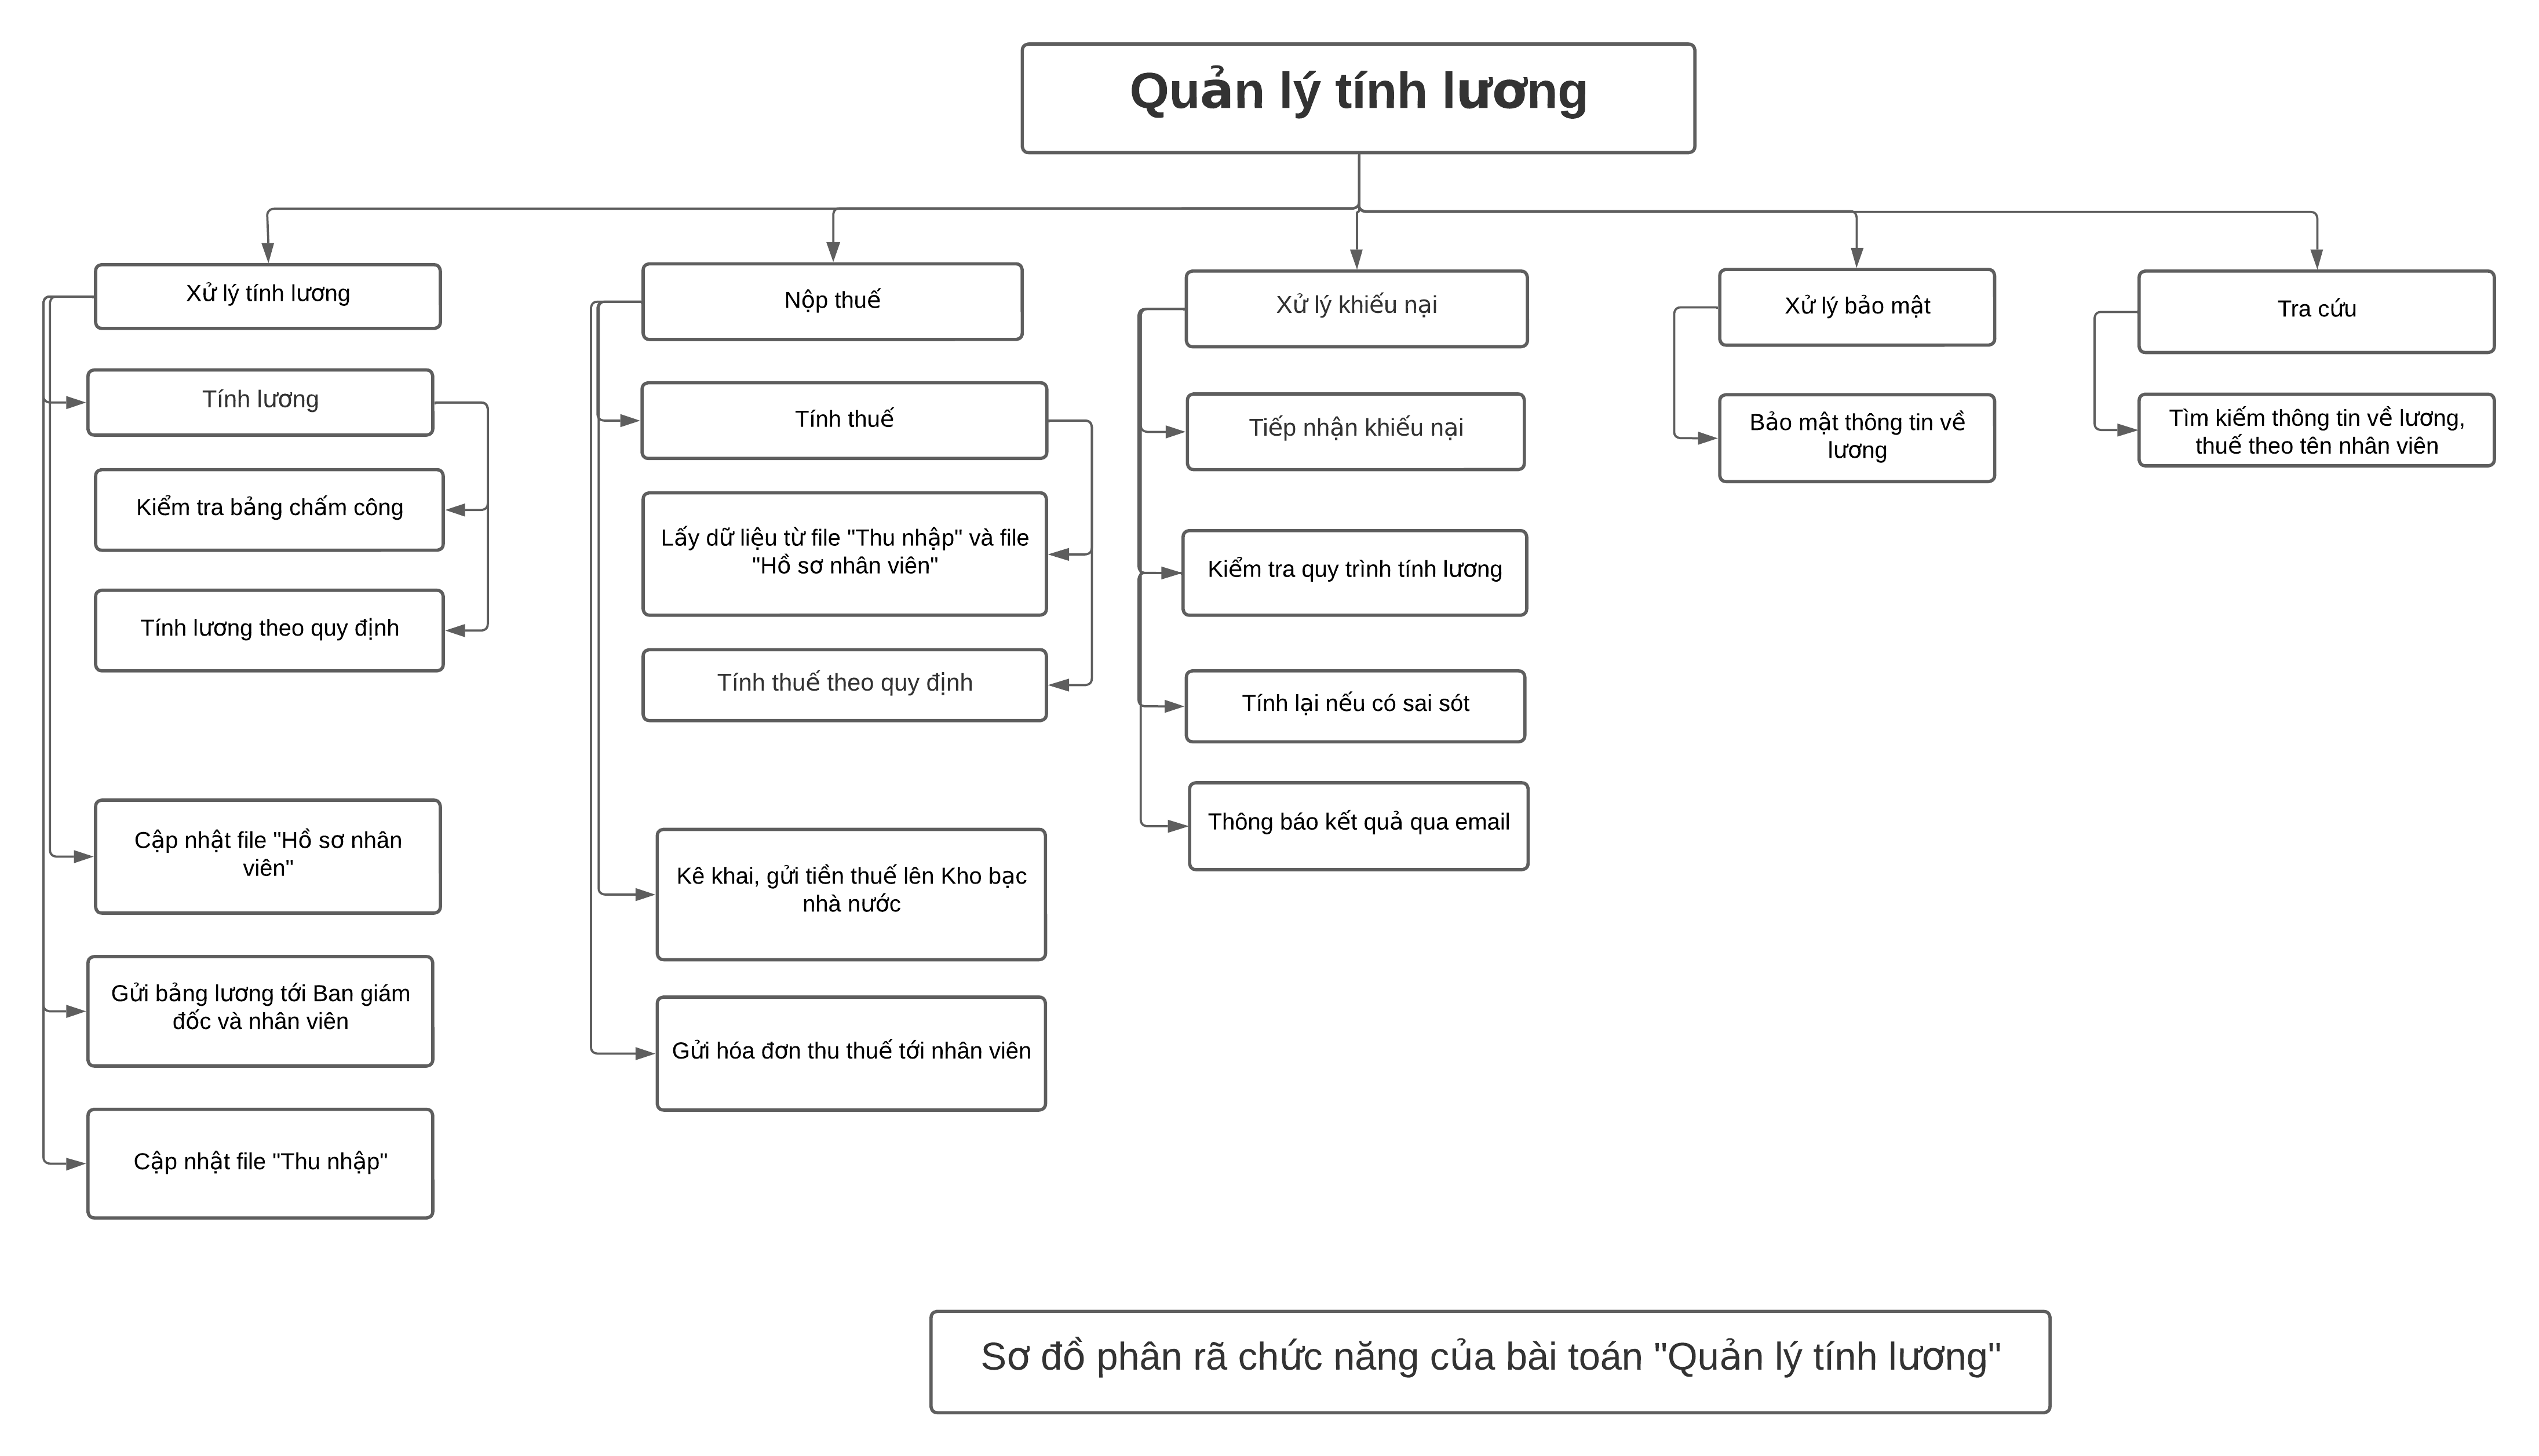 Quản lý tính lương
Xử lý tính lương
Tính lương
Kiểm tra bảng chấm công
Tính lương theo quy định
Cập nhật file "Hồ sơ nhân
viên"
Gửi bảng lương tới Ban giám
đốc và nhân viên
Cập nhật file "Thu nhập"
Nộp thuế
Tính thuế
Lấy dữ liệu từ file "Thu nhập" và file
"Hồ sơ nhân viên"
Tính thuế theo quy định
Kê khai, gửi tiền thuế lên Kho bạc
nhà nước
Gửi hóa đơn thu thuế tới nhân viên
Xử lý khiếu nại
Tiếp nhận khiếu nại
Kiểm tra quy trình tính lương
Tính lại nếu có sai sót
Thông báo kết quả qua email
Xử lý bảo mật
Bảo mật thông tin về
lương
Tra cứu
Tìm kiếm thông tin về lương,
thuế theo tên nhân viên
Sơ đồ phân rã chức năng của bài toán "Quản lý tính lương"